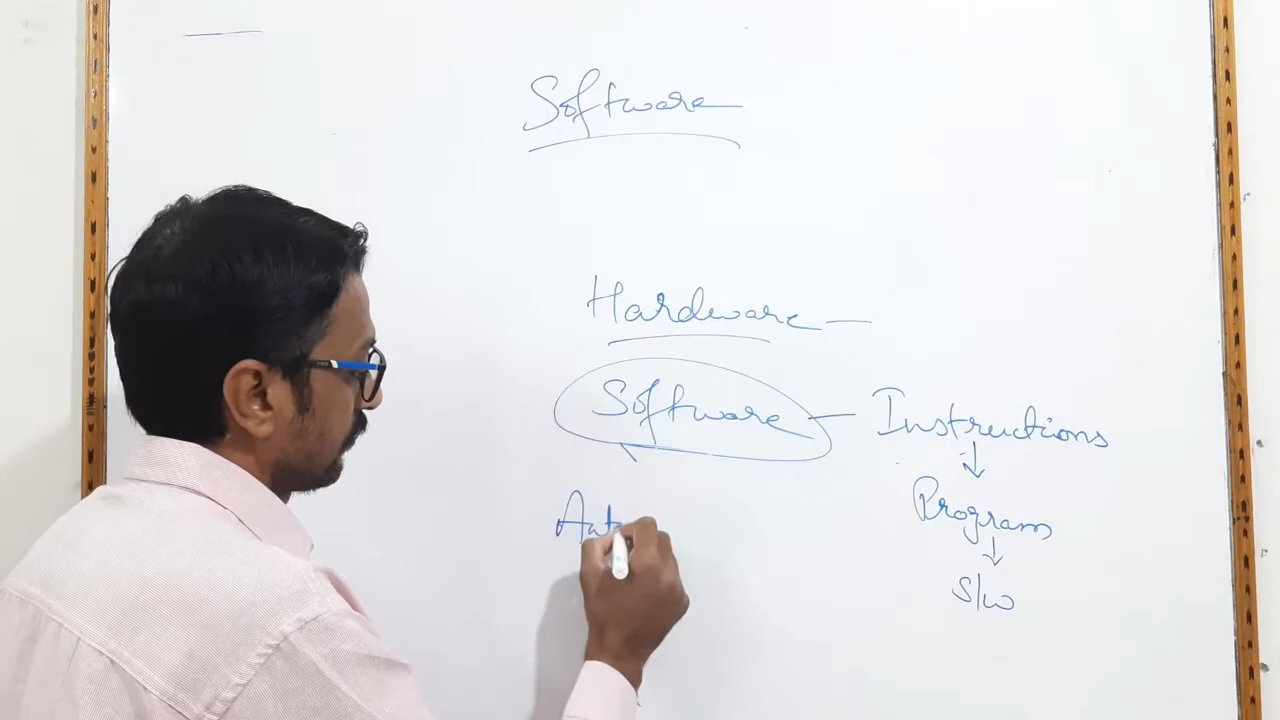 Software
Hardware —
Software — Instructions
↓
Program
↓
S/w